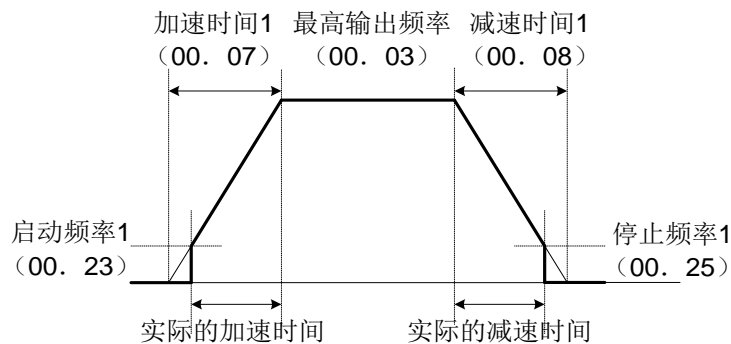 加速时间1 最高输出频率 减速时间1
（00．07） （00．03） （00．08）
启动频率1
（00．23）
停止频率1
（00．25）
实际的加速时间 实际的减速时间